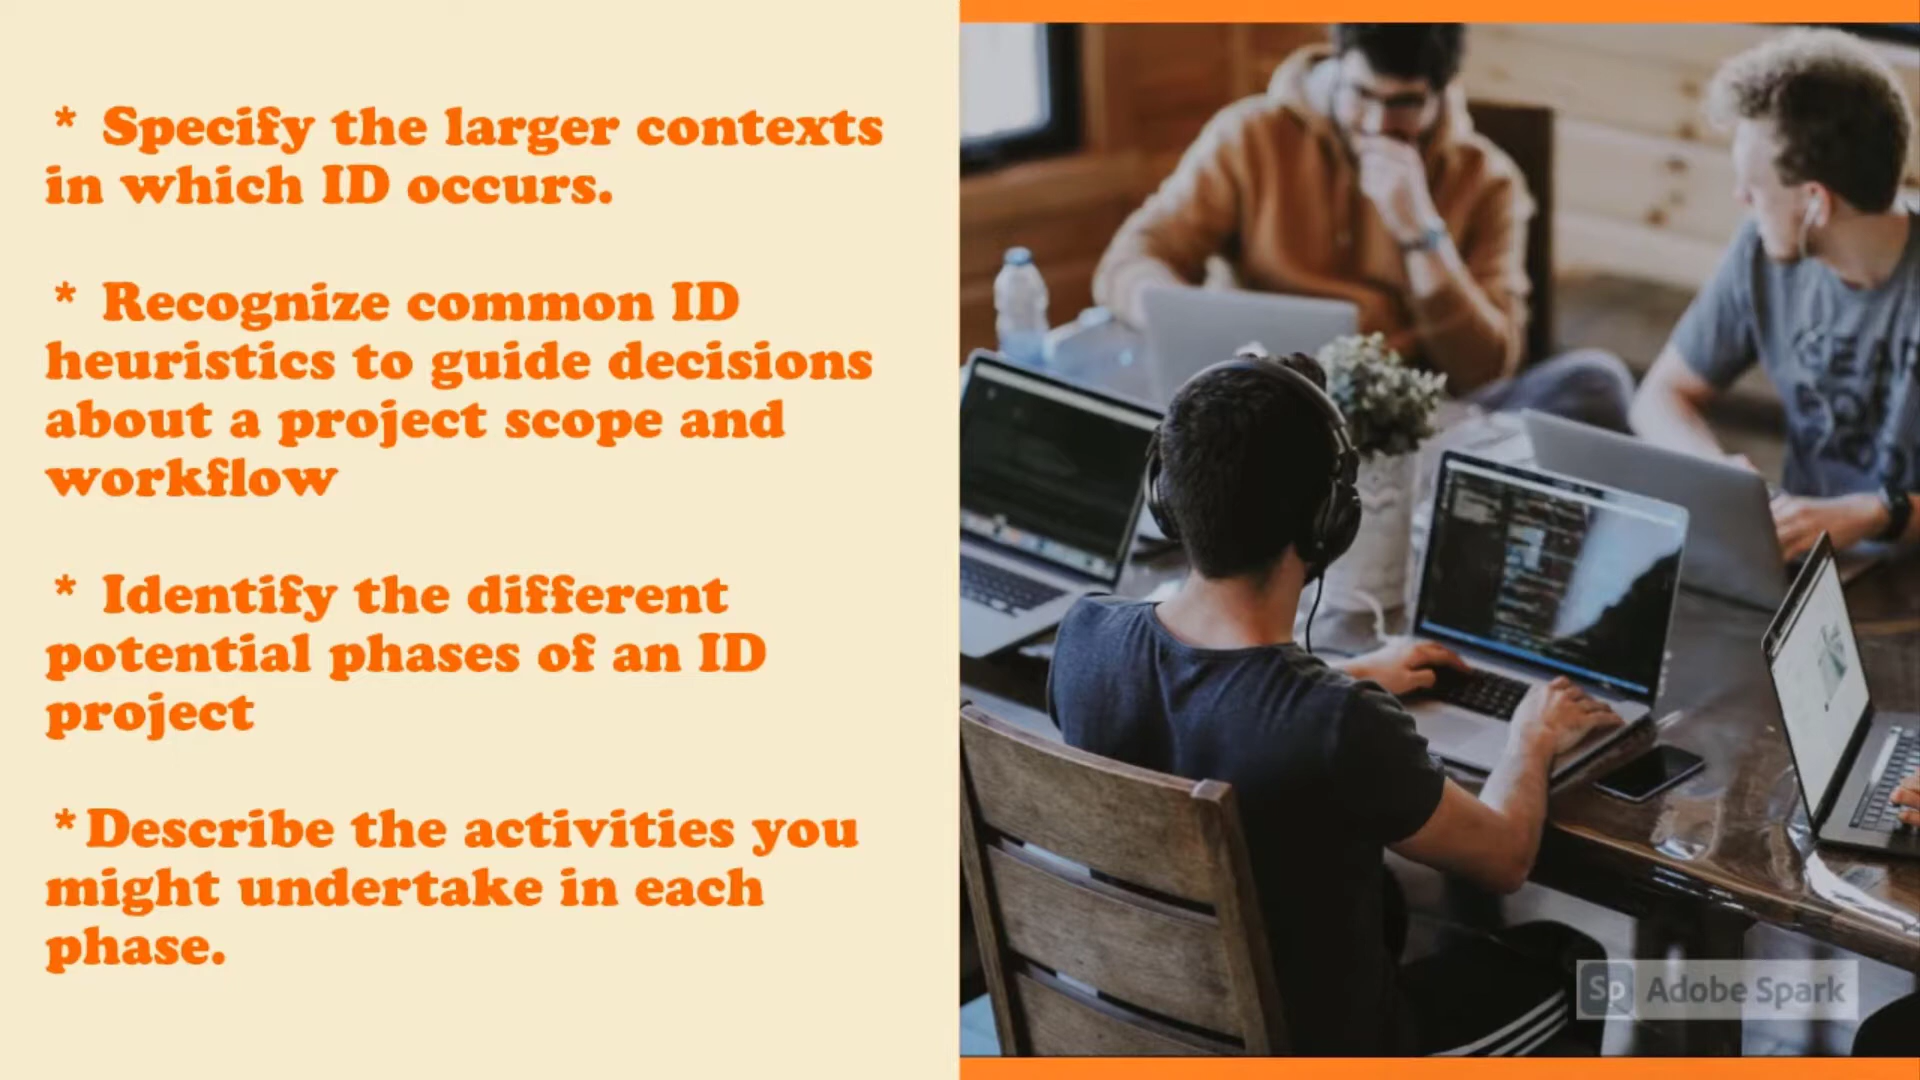 * Specify the larger contexts
in which ID occurs.
* Recognize common ID
heuristics to guide decisions
about a project scope and
workflow
* Identify the different
potential phases of an ID
project
*Describe the activities you
might undertake in each
phase.
Sp Adobe Spark